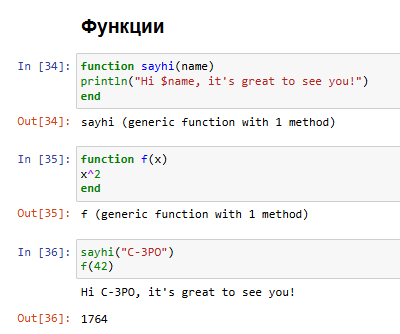 Функции
In [34]: function sayhi(name)
println("Hi $name, it's great to see you!")
end
Out[34]: sayhi (generic function with 1 method)
In [35]: function f(x)
x^2
end
Out[35]: f (generic function with 1 method)
In [36]: sayhi("C-3PO")
f(42)
Hi C-3PO, it's great to see you!
Out[36]: 1764